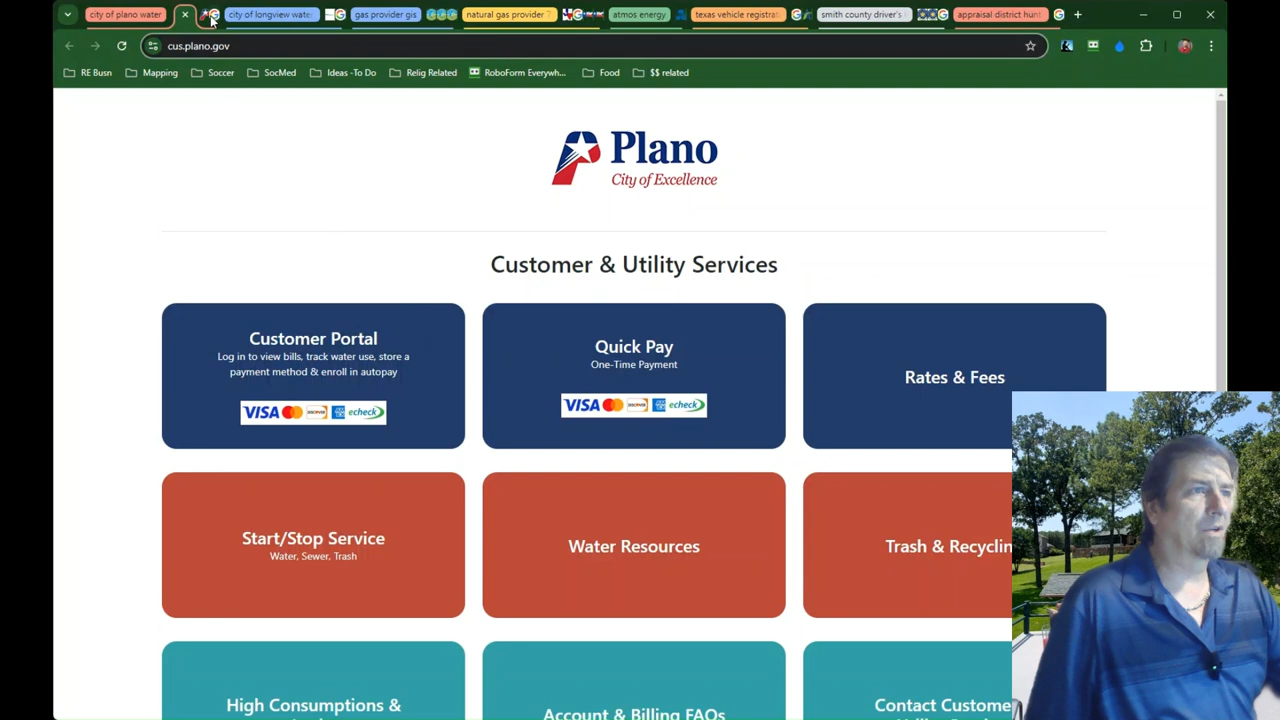 city of plano water
city of longview wate
gas provider gis
natural gas provider ?
atmos energy
texas vehicle registrat
smith county driver's l
appraisal district hunt
cus.plano.gov
RE Busn
Mapping
Soccer
SocMed
Ideas -To Do
Relig Related
RoboForm Everywh...
Food
$$ related
Plano
City of Excellence
Customer & Utility Services
Customer Portal
Log in to view bills, track water use, store a
payment method & enroll in autopay
VISA DISCOVER echeck
Quick Pay
One-Time Payment
VISA DISCOVER echeck
Rates & Fees
Start/Stop Service
Water, Sewer, Trash
Water Resources
Trash & Recyclin
High Consumptions &
Account & Billing FAQs
Contact Custome